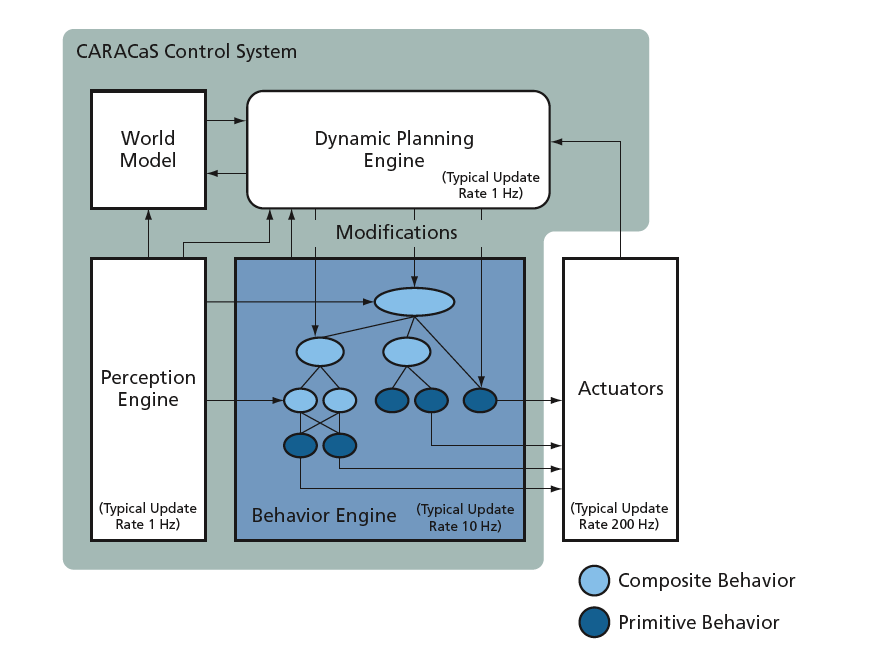 CARACaS Control System
World
Model
Dynamic Planning
Engine
(Typical Update
Rate 1 Hz)
Modifications
Perception
Engine
(Typical Update
Rate 1 Hz)
Behavior Engine
(Typical Update
Rate 10 Hz)
Actuators
(Typical Update
Rate 200 Hz)
Composite Behavior
Primitive Behavior